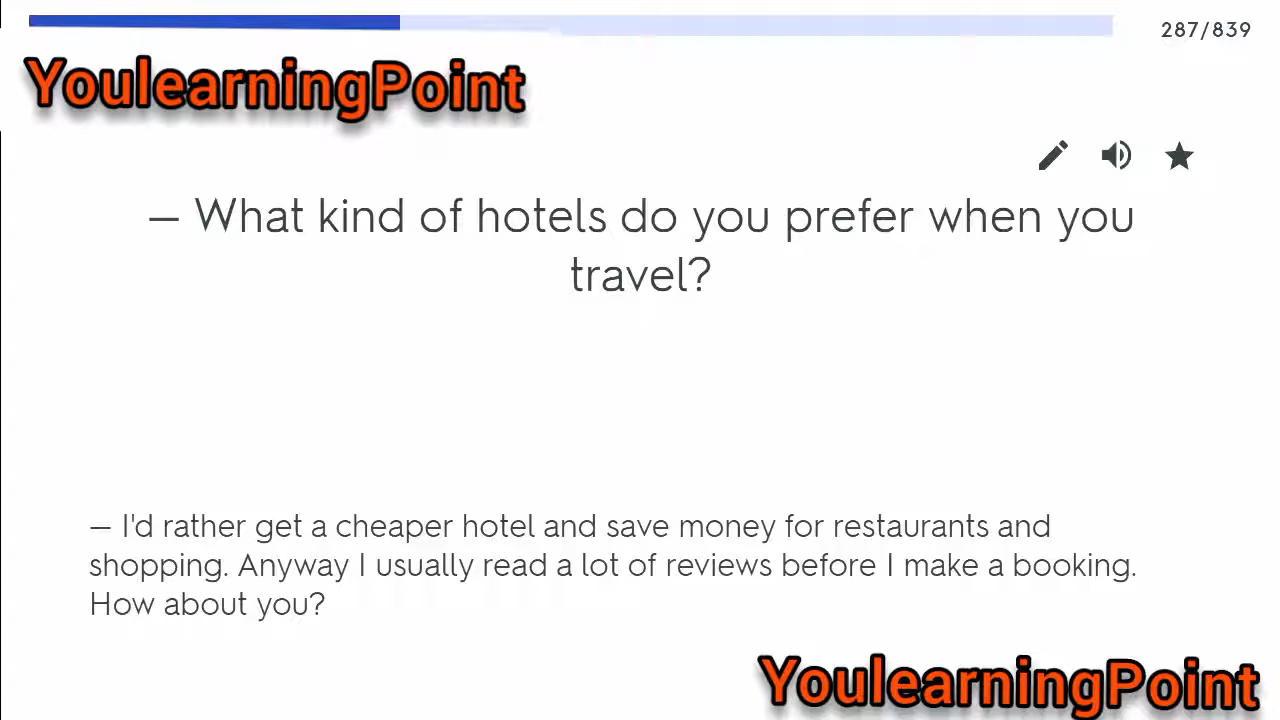 287/839
YoulearningPoint
– What kind of hotels do you prefer when you
travel?
– I'd rather get a cheaper hotel and save money for restaurants and
shopping. Anyway I usually read a lot of reviews before I make a booking.
How about you?
YoulearningPoint